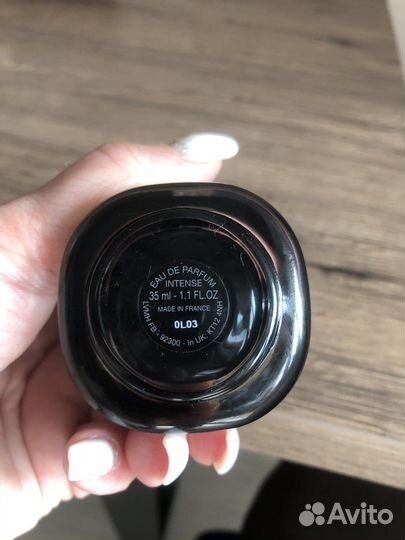 EAU DE PARFUM
INTENSE
35 ml - 1.1 FL.OZ
MADE IN FRANCE
LVMH FB - 92300 - In UK: KT12 4NH
0L03
Avito